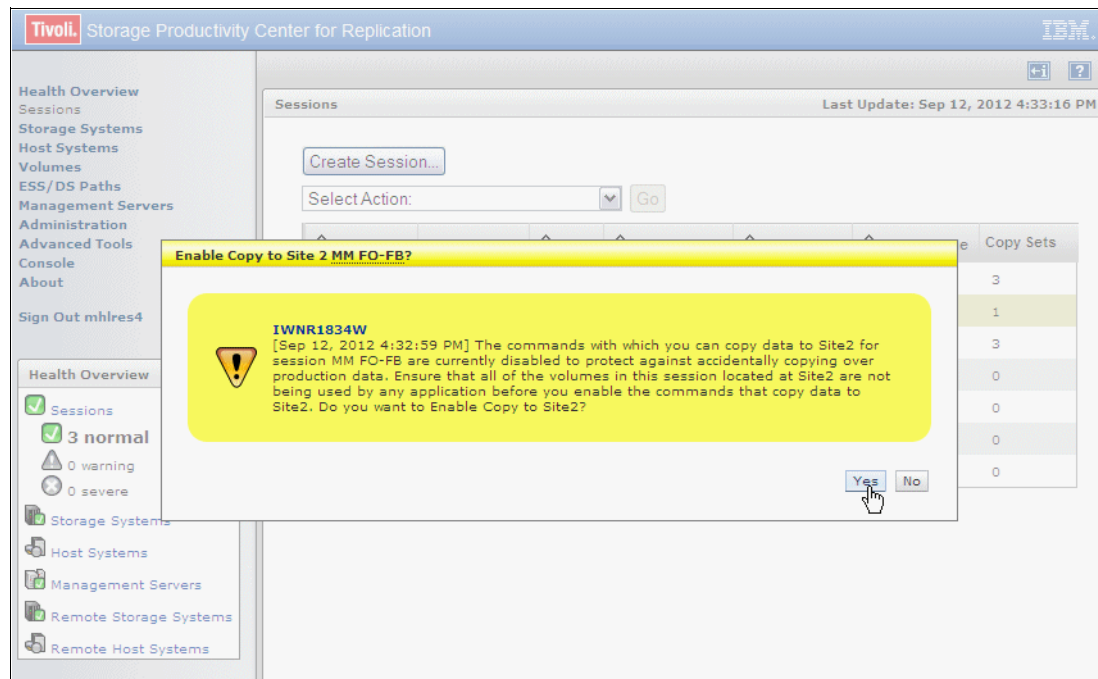 Tivoli. Storage Productivity Center for Replication
IBM.
Health Overview
Sessions
Storage Systems
Host Systems
Volumes
ESS/DS Paths
Management Servers
Administration
Advanced Tools
Console
About
Sign Out mhlres4
Health Overview
Sessions
3 normal
0 warning
0 severe
Storage Systems
Host Systems
Management Servers
Remote Storage Systems
Remote Host Systems
Sessions
Last Update: Sep 12, 2012 4:33:16 PM
Create Session...
Select Action:
Go
e
Copy Sets
3
1
3
0
0
0
0
Enable Copy to Site 2 MM FO-FB?
IWNR1834W
[Sep 12, 2012 4:32:59 PM] The commands with which you can copy data to Site2 for
session MM FO-FB are currently disabled to protect against accidentally copying over
production data. Ensure that all of the volumes in this session located at Site2 are not
being used by any application before you enable the commands that copy data to
Site2. Do you want to Enable Copy to Site2?
Yes
No